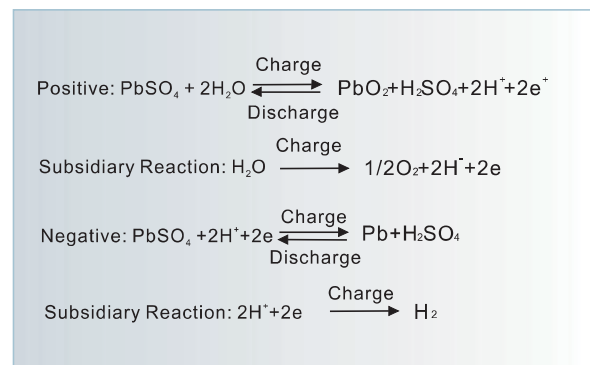 Charge
Positive: PbSO₄ + 2H₂O ⇌ PbO₂+H₂SO₄+2H⁺+2e⁺
Discharge
Charge
Subsidiary Reaction: H₂O → 1/2O₂+2H⁻+2e
Charge
Negative: PbSO₄ +2H⁺+2e ⇌ Pb+H₂SO₄
Discharge
Charge
Subsidiary Reaction: 2H⁺+2e → H₂